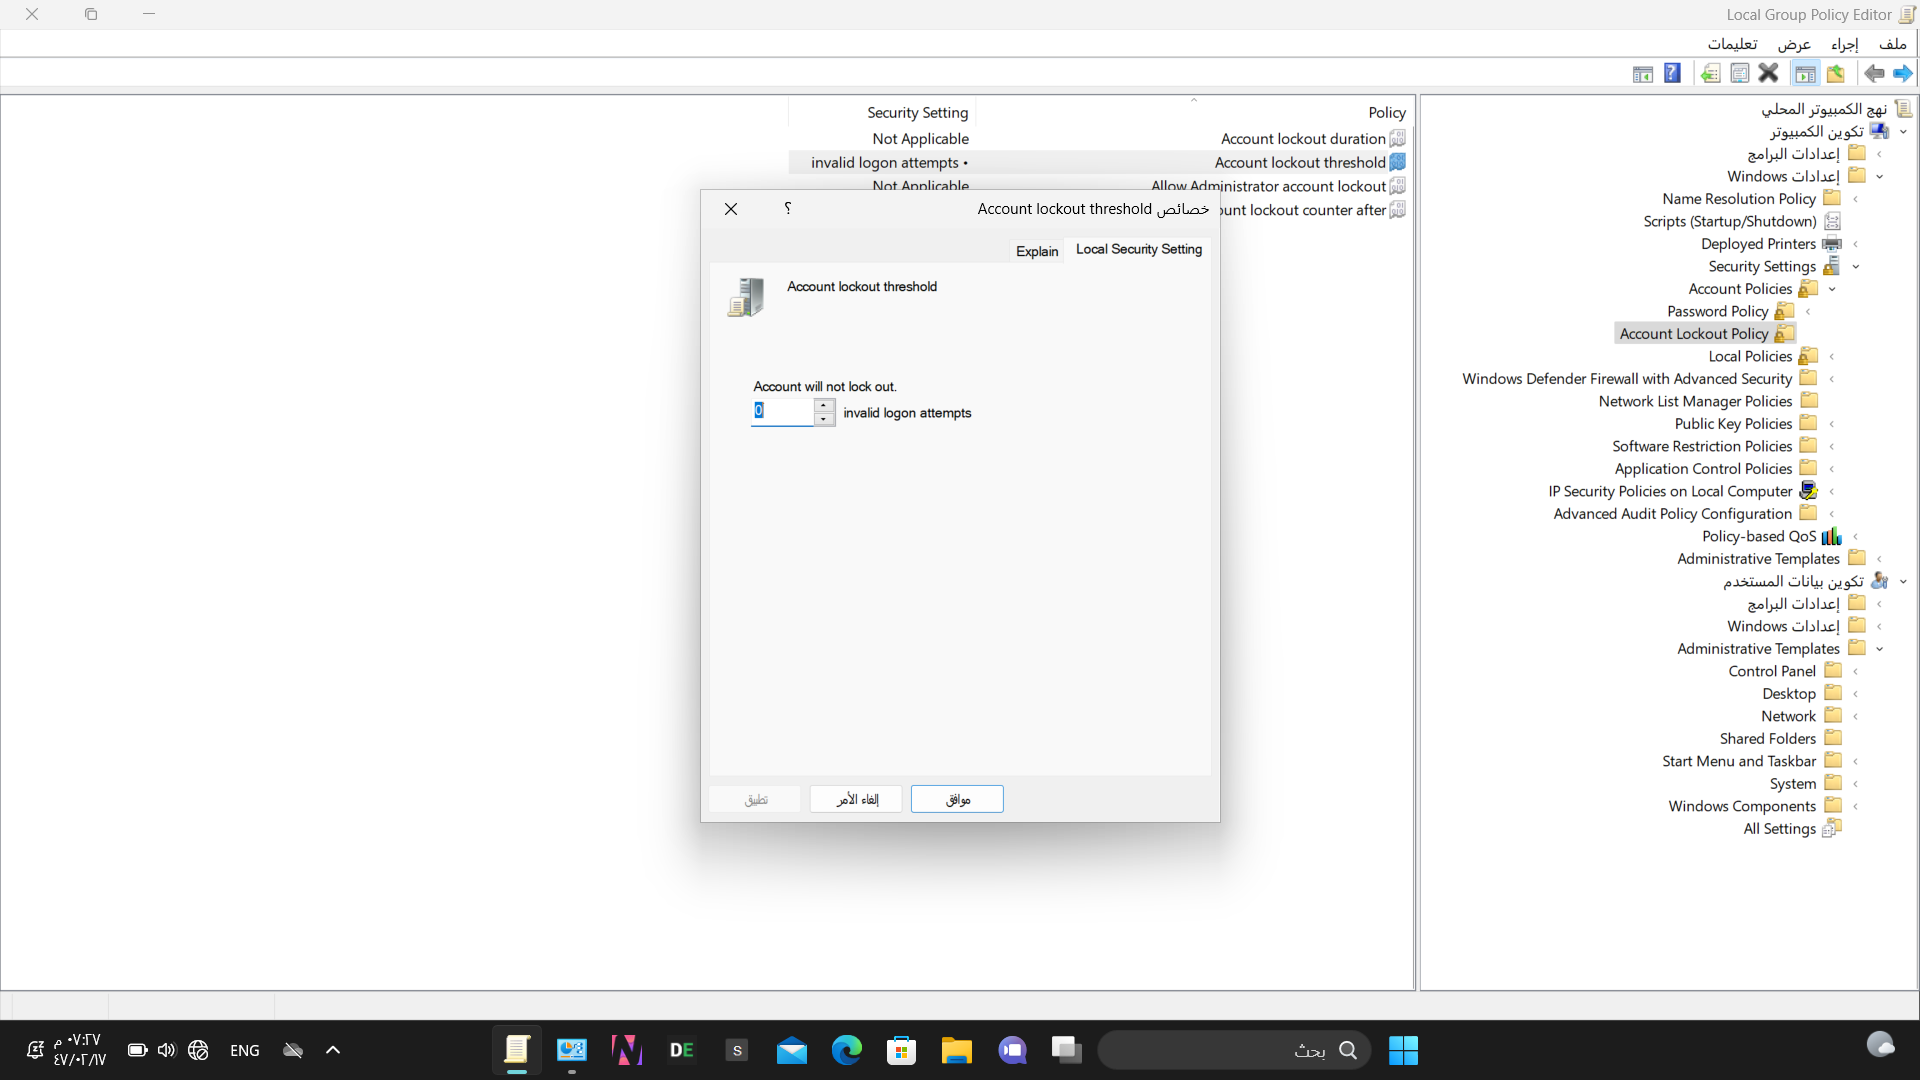 Local Group Policy Editor
ملف إجراء عرض تعليمات
نهج الكمبيوتر المحلي
تكوين الكمبيوتر
إعدادات البرامج
إعدادات Windows
Name Resolution Policy
Scripts (Startup/Shutdown)
Deployed Printers
Security Settings
Account Policies
Password Policy
Account Lockout Policy
Local Policies
Windows Defender Firewall with Advanced Security
Network List Manager Policies
Public Key Policies
Software Restriction Policies
Application Control Policies
IP Security Policies on Local Computer
Advanced Audit Policy Configuration
Policy-based QoS
Administrative Templates
تكوين بيانات المستخدم
إعدادات البرامج
إعدادات Windows
Administrative Templates
Control Panel
Desktop
Network
Shared Folders
Start Menu and Taskbar
System
Windows Components
All Settings
Policy Security Setting
Account lockout duration Not Applicable
Account lockout threshold ٠ invalid logon attempts
Allow Administrator account lockout Not Applicable
ount lockout counter after
خصائص Account lockout threshold ؟
Local Security Setting Explain
Account lockout threshold
Account will not lock out.
0 invalid logon attempts
موافق إلغاء الأمر تطبيق
بحث
DE
S
ENG
٠٧:٢٧ م
٤٧/٠٢/١٧